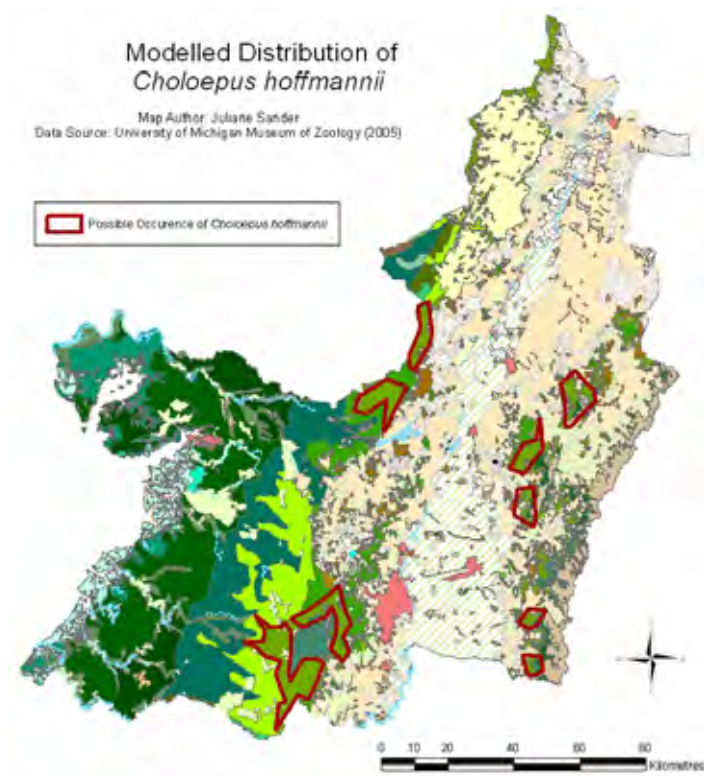 Modelled Distribution of
Choloepus hoffmannii
Map Author: Juliane Sander
Data Source: University of Michigan Museum of Zoology (2005)
Possible Occurence of Choloepus hoffmannii
0 10 20 40 60 80
Kilometres